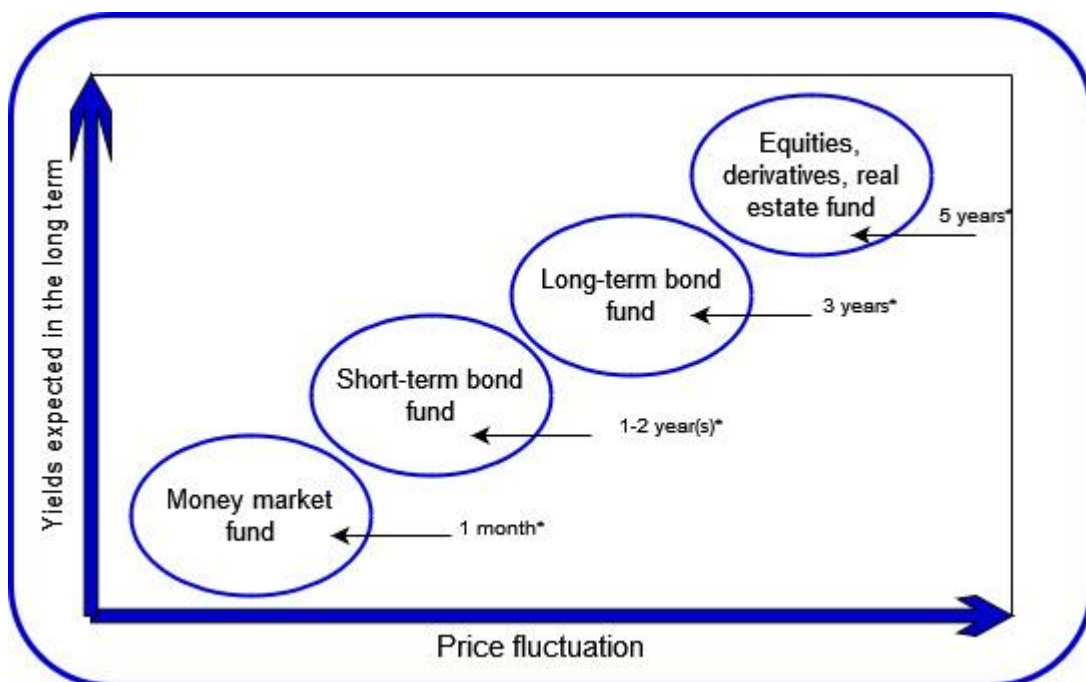 Yields expected in the long term
Equities,
derivatives, real
estate fund
5 years*
Long-term bond
fund
3 years*
Short-term bond
fund
1-2 year(s)*
Money market
fund
1 month*
Price fluctuation